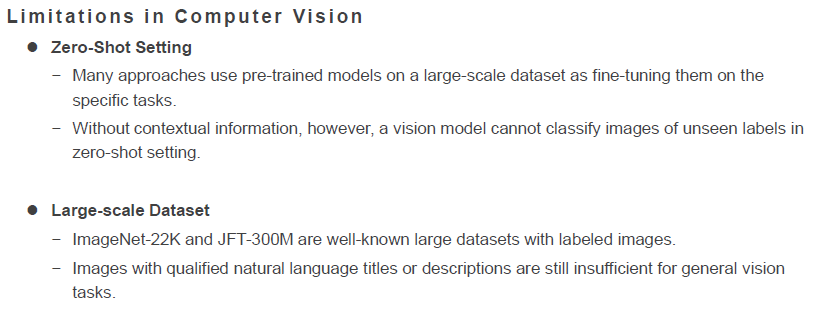 Limitations in Computer Vision
● Zero-Shot Setting
− Many approaches use pre-trained models on a large-scale dataset as fine-tuning them on the
specific tasks.
− Without contextual information, however, a vision model cannot classify images of unseen labels in
zero-shot setting.
● Large-scale Dataset
− ImageNet-22K and JFT-300M are well-known large datasets with labeled images.
− Images with qualified natural language titles or descriptions are still insufficient for general vision
tasks.